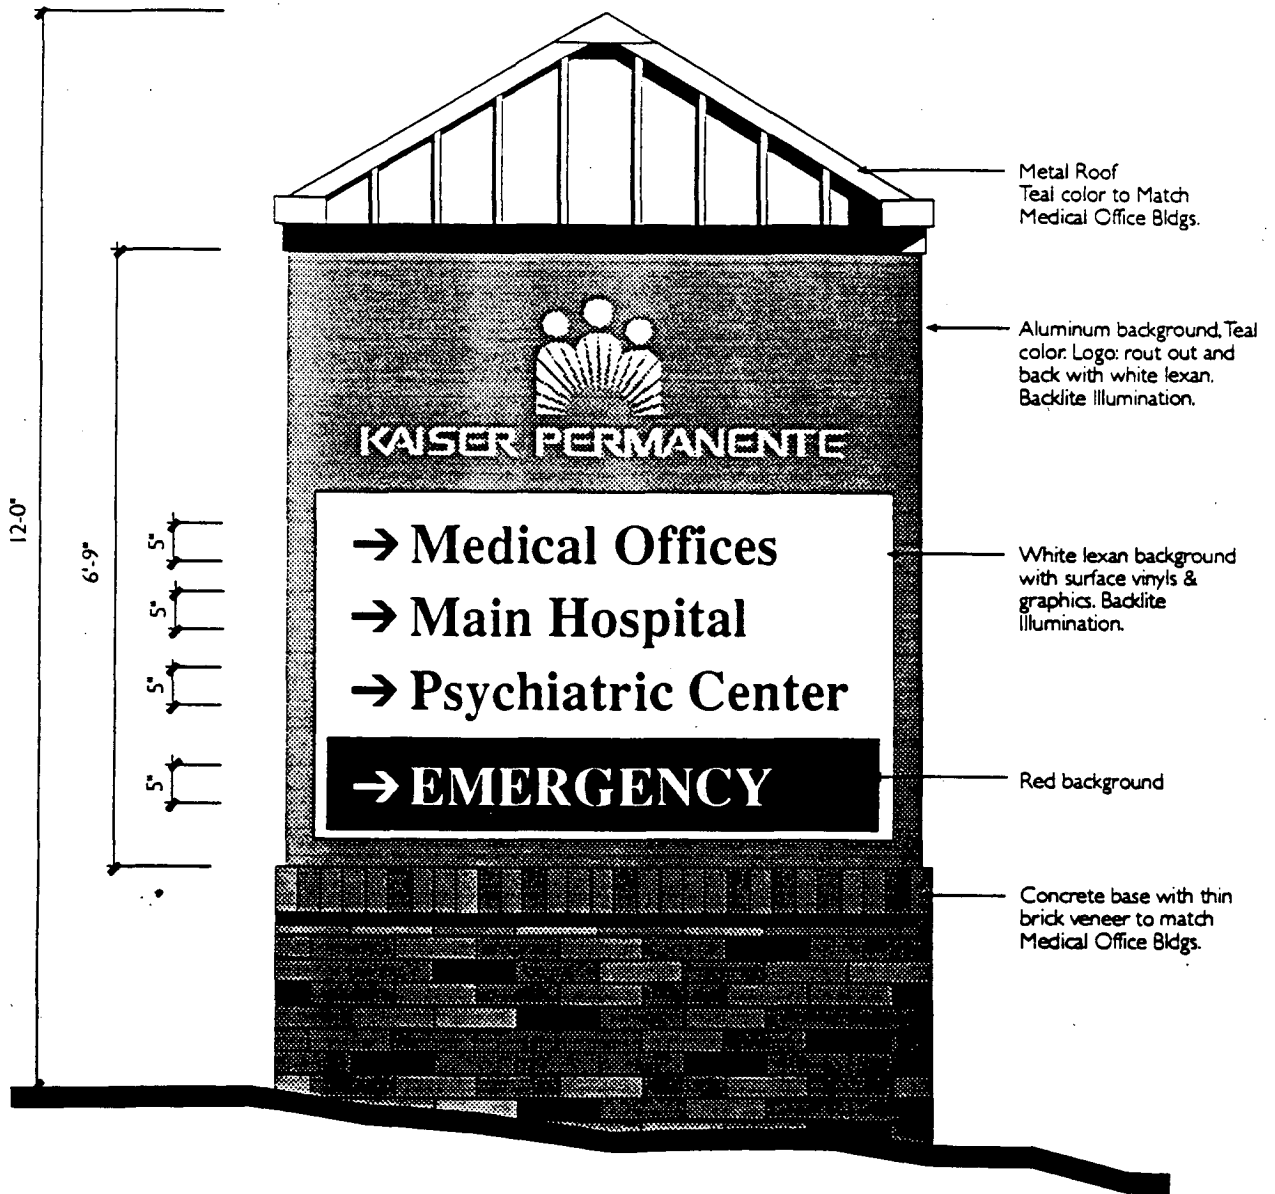 12-0"
6'-9"
5"
5"
5"
5"
KAISER PERMANENTE
→ Medical Offices
→ Main Hospital
→ Psychiatric Center
→ EMERGENCY
Metal Roof
Teal color to Match
Medical Office Bldgs.
Aluminum background, Teal
color. Logo: rout out and
back with white lexan.
Backlite Illumination.
White lexan background
with surface vinyls &
graphics. Backlite
Illumination.
Red background
Concrete base with thin
brick veneer to match
Medical Office Bldgs.